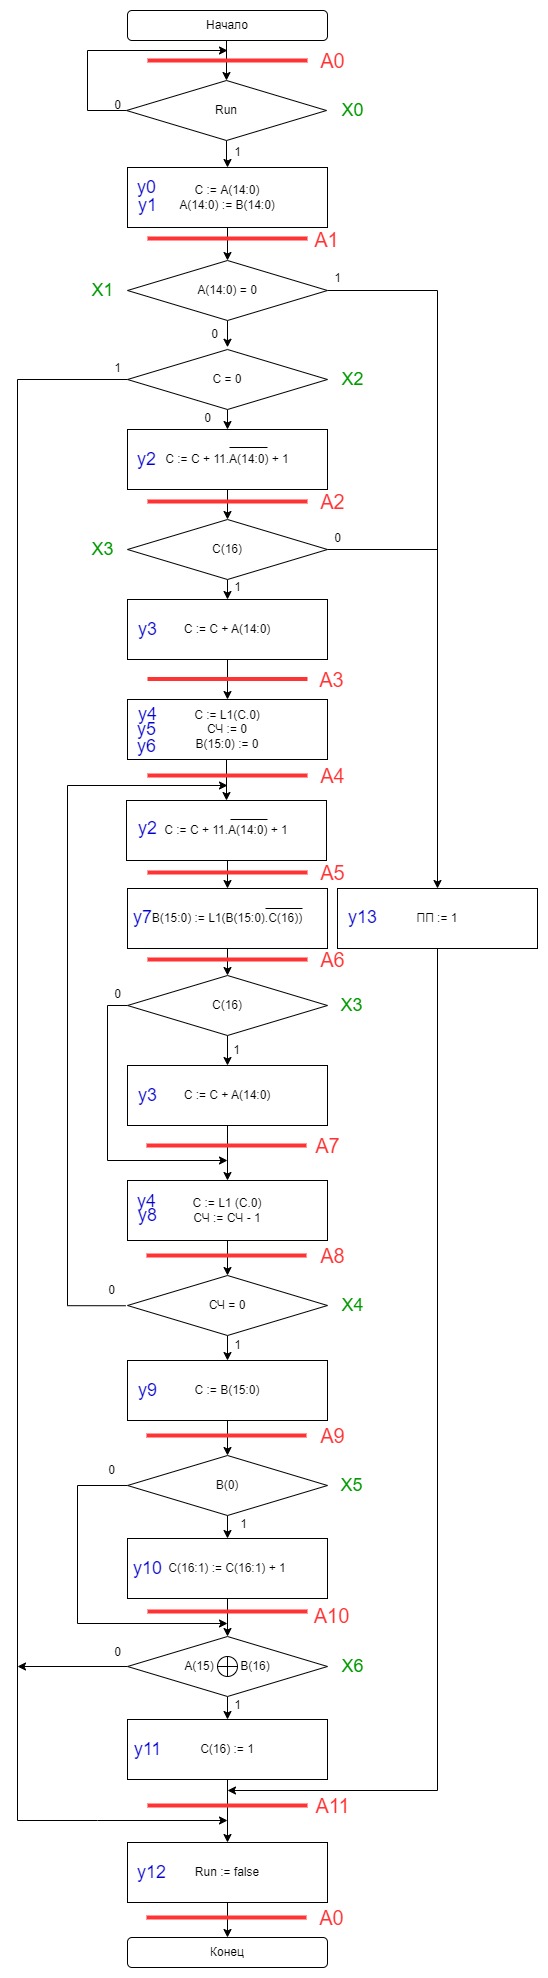 Начало
A0
0
Run
X0
1
y0 C := A(14:0)
y1 A(14:0) := B(14:0)
A1
X1
A(14:0) = 0
1
0
1
C = 0
X2
0
y2 C := C + 11.A(14:0) + 1
A2
X3
C(16)
0
1
y3 C := C + A(14:0)
A3
y4 C := L1(C.0)
y5 СЧ := 0
y6 B(15:0) := 0
A4
y2 C := C + 11.A(14:0) + 1
A5
y7 B(15:0) := L1(B(15:0).C(16))
y13 ПП := 1
A6
0
C(16)
X3
1
y3 C := C + A(14:0)
A7
y4 C := L1 (C.0)
y8 СЧ := СЧ - 1
A8
0
СЧ = 0
X4
1
y9 C := B(15:0)
A9
0
B(0)
X5
1
y10 C(16:1) := C(16:1) + 1
A10
0
A(15) ⊕ B(16)
X6
1
y11 C(16) := 1
A11
y12 Run := false
A0
Конец